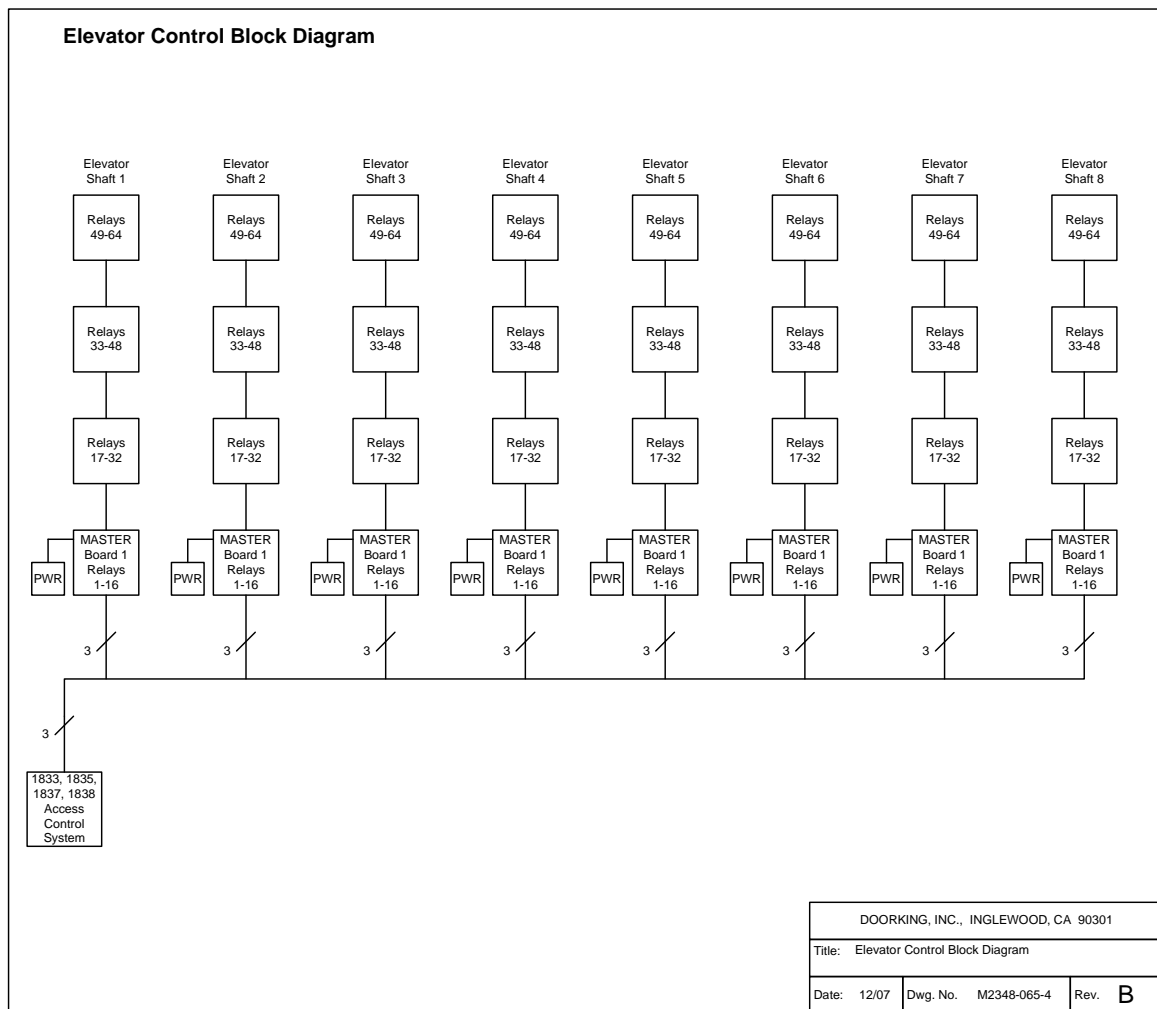 Elevator Control Block Diagram
Elevator Elevator Elevator Elevator Elevator Elevator Elevator Elevator
Shaft 1 Shaft 2 Shaft 3 Shaft 4 Shaft 5 Shaft 6 Shaft 7 Shaft 8
Relays Relays Relays Relays Relays Relays Relays Relays
49-64 49-64 49-64 49-64 49-64 49-64 49-64 49-64
Relays Relays Relays Relays Relays Relays Relays Relays
33-48 33-48 33-48 33-48 33-48 33-48 33-48 33-48
Relays Relays Relays Relays Relays Relays Relays Relays
17-32 17-32 17-32 17-32 17-32 17-32 17-32 17-32
MASTER MASTER MASTER MASTER MASTER MASTER MASTER MASTER
Board 1 Board 1 Board 1 Board 1 Board 1 Board 1 Board 1 Board 1
PWR Relays PWR Relays PWR Relays PWR Relays PWR Relays PWR Relays PWR Relays PWR Relays
1-16 1-16 1-16 1-16 1-16 1-16 1-16 1-16
3 3 3 3 3 3 3 3
3
1833, 1835,
1837, 1838
Access
Control
System
DOORKING, INC., INGLEWOOD, CA 90301
Title: Elevator Control Block Diagram
Date: 12/07 Dwg. No. M2348-065-4 Rev. B